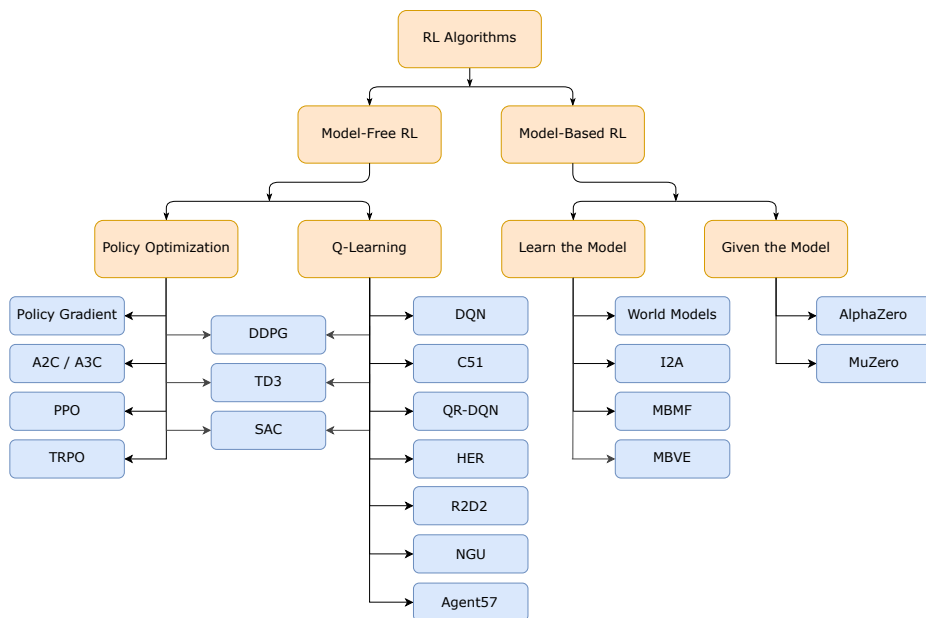 RL Algorithms
Model-Free RL
Model-Based RL
Policy Optimization
Q-Learning
Learn the Model
Given the Model
Policy Gradient
A2C / A3C
PPO
TRPO
DDPG
TD3
SAC
DQN
C51
QR-DQN
HER
R2D2
NGU
Agent57
World Models
I2A
MBMF
MBVE
AlphaZero
MuZero